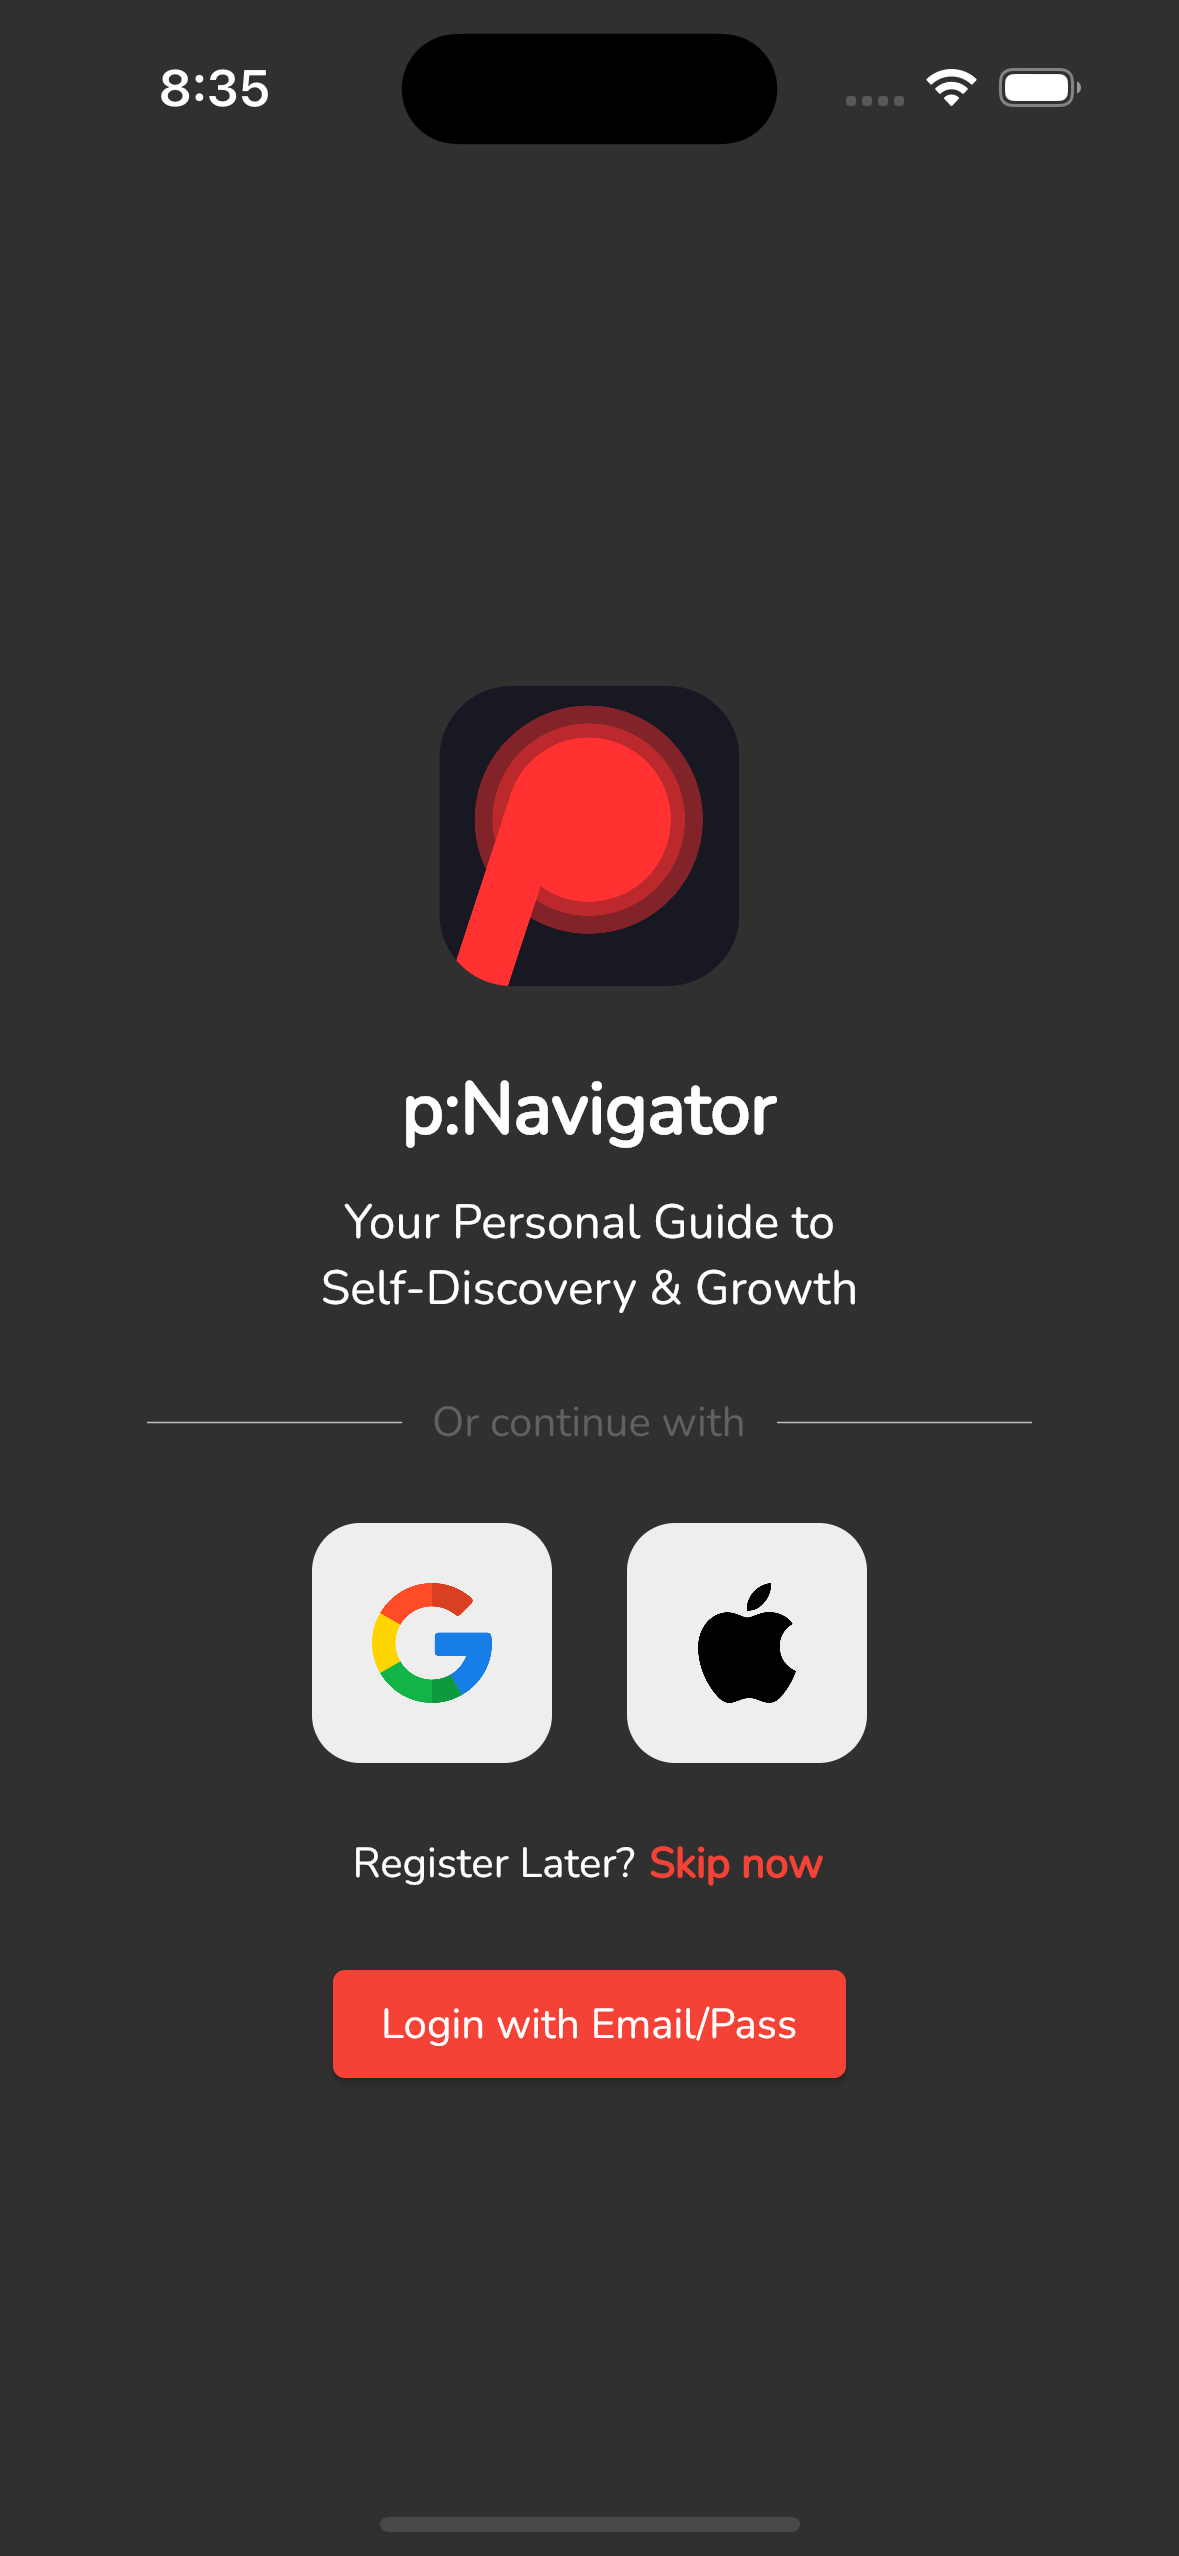 8:35
p:Navigator
Your Personal Guide to
Self-Discovery & Growth
Or continue with
Register Later? Skip now
Login with Email/Pass